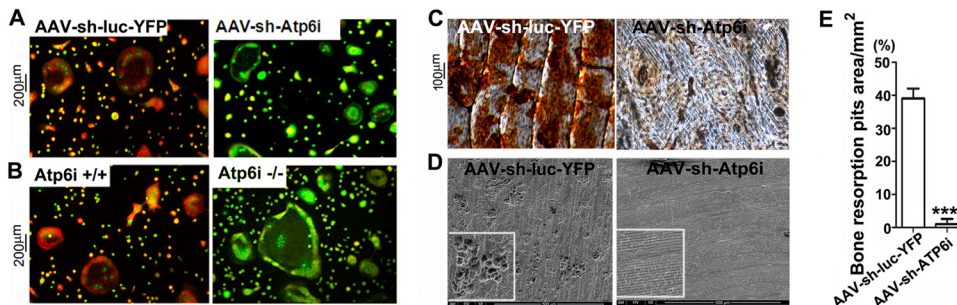 A
AAV-sh-luc-YFP
AAV-sh-Atp6i
200μm
B
Atp6i +/+
Atp6i -/-
200μm
C
AAV-sh-luc-YFP
AAV-sh-Atp6i
100μm
D
AAV-sh-luc-YFP
AAV-sh-Atp6i
E
Bone resorption pits area/mm²
(%)
50
40
30
20
10
0
***
AAV-sh-luc-YFP
AAV-sh-ATP6i